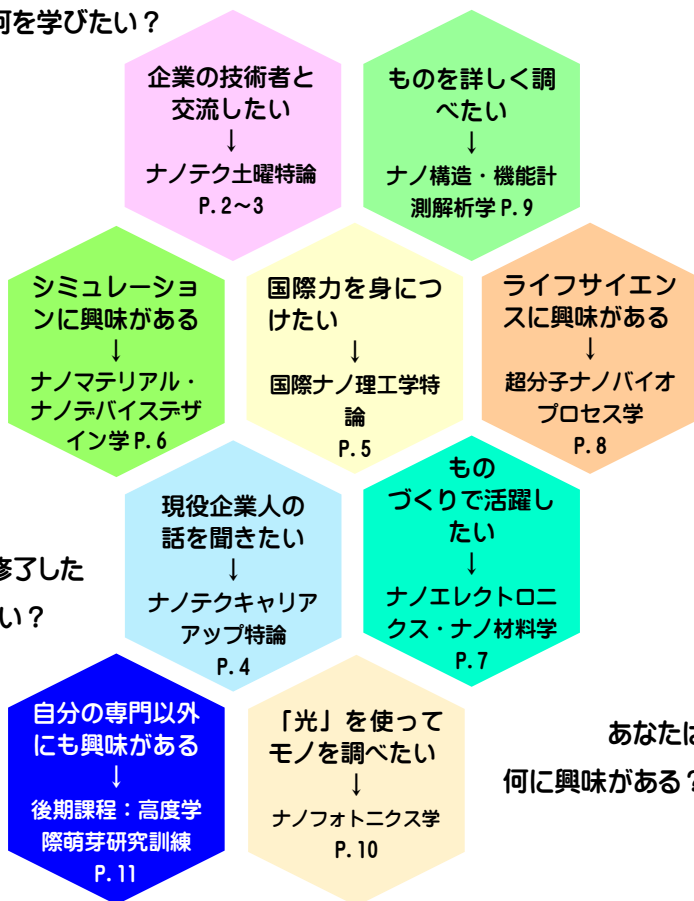 何を学びたい？
企業の技術者と
交流したい
↓
ナノテク土曜特論
P.2～3
ものを詳しく調
べたい
↓
ナノ構造・機能計
測解析学P.9
シミュレーショ
ンに興味がある
↓
ナノマテリアル・
ナノデバイスデザ
イン学P.6
国際力を身につ
けたい
↓
国際ナノ理工学特
論
P.5
ライフサイエン
スに興味がある
↓
超分子ナノバイオ
プロセス学
P.8
現役企業人の
話を聞きたい
↓
ナノテクキャリア
アップ特論
P.4
もの
づくりで活躍し
たい
↓
ナノエレクトロニ
クス・ナノ材料学
P.7
修了した
い？
自分の専門以外
にも興味がある
↓
後期課程：高度学
際萌芽研究訓練
P.11
「光」を使って
モノを調べたい
↓
ナノフォトニクス学
P.10
あなたは
何に興味がある？